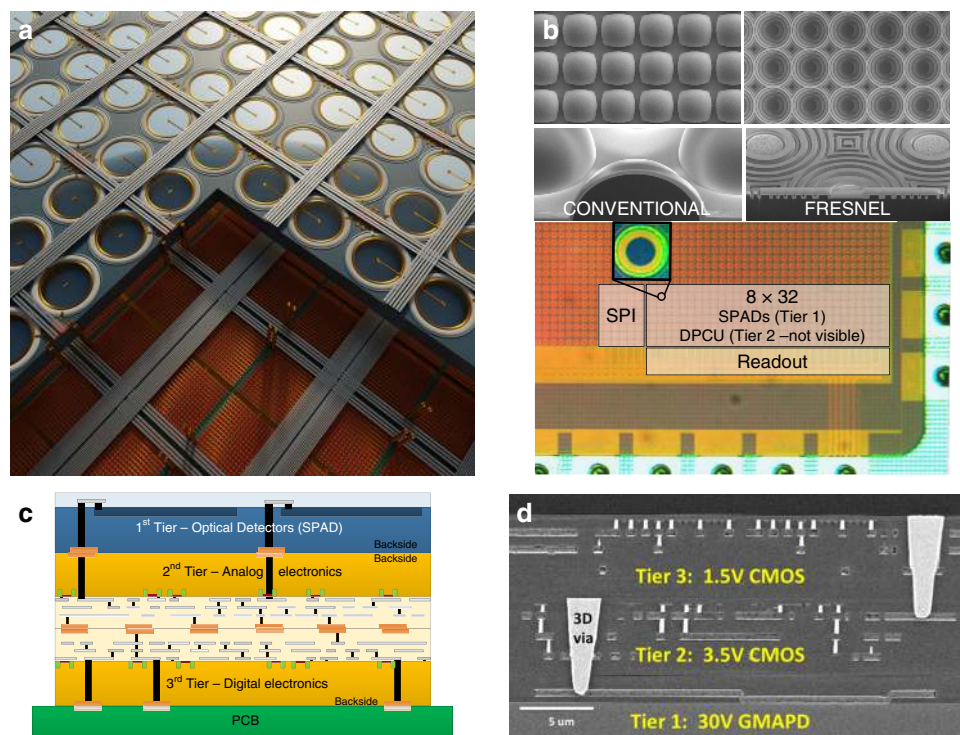 a
b
CONVENTIONAL
FRESNEL
SPI
8 × 32
SPADs (Tier 1)
DPCU (Tier 2 –not visible)
Readout
c
1st Tier – Optical Detectors (SPAD)
Backside
Backside
2nd Tier – Analog electronics
3rd Tier – Digital electronics
Backside
PCB
d
Tier 3: 1.5V CMOS
3D
via
Tier 2: 3.5V CMOS
5 um
Tier 1: 30V GMAPD